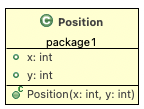 C Position
package1
x: int
y: int
C Position(x: int, y: int)